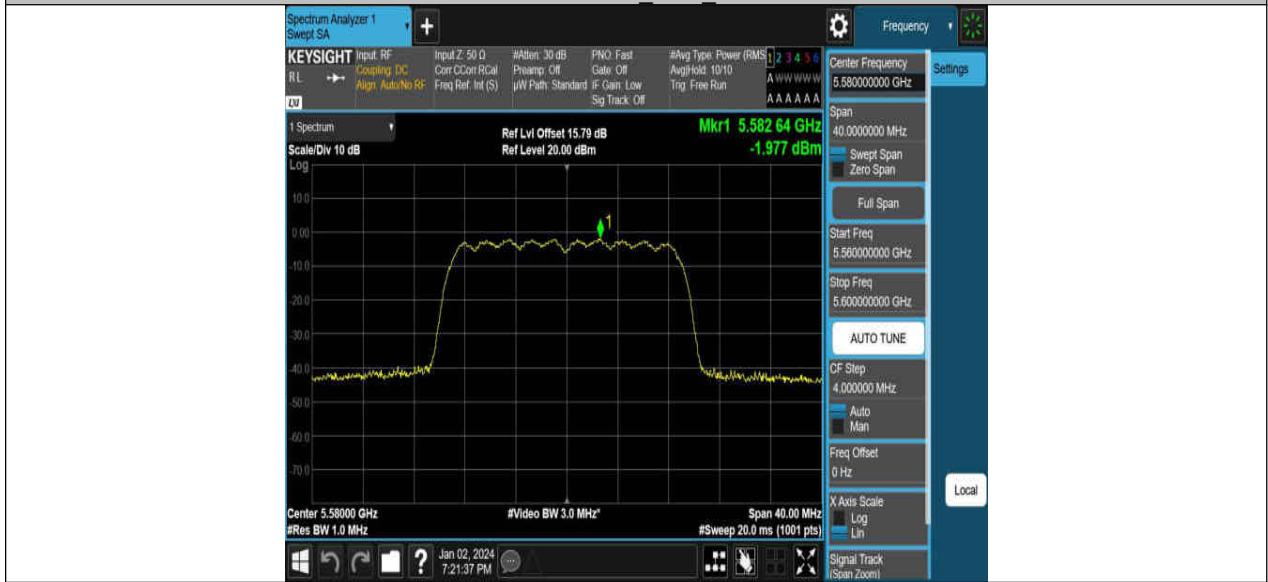 Spectrum Analyzer 1
Swept SA
+
Frequency
KEYSIGHT
RL
LXI
Input: RF
Coupling: DC
Align: Auto/No RF
Input Z: 50 Ω
Corr CCorr RCal
Freq Ref: Int (S)
#Atten: 30 dB
Preamp: Off
µW Path: Standard
PNO: Fast
Gate: Off
IF Gain: Low
Sig Track: Off
#Avg Type: Power (RMS
Avg|Hold: 10/10
Trig: Free Run
1 2 3 4 5 6
A W W W W W
A A A A A A
1 Spectrum
Scale/Div 10 dB
Log
Ref Lvl Offset 15.79 dB
Ref Level 20.00 dBm
Mkr1 5.582 64 GHz
-1.977 dBm
10.0
0.00
-10.0
-20.0
-30.0
-40.0
-50.0
-60.0
-70.0
1
Center 5.58000 GHz
#Res BW 1.0 MHz
#Video BW 3.0 MHz*
Span 40.00 MHz
#Sweep 20.0 ms (1001 pts)
Center Frequency
5.580000000 GHz
Settings
Span
40.0000000 MHz
Swept Span
Zero Span
Full Span
Start Freq
5.560000000 GHz
Stop Freq
5.600000000 GHz
AUTO TUNE
CF Step
4.000000 MHz
Auto
Man
Freq Offset
0 Hz
X Axis Scale
Log
Lin
Local
Signal Track
(Span Zoom)
?
Jan 02, 2024
7:21:37 PM